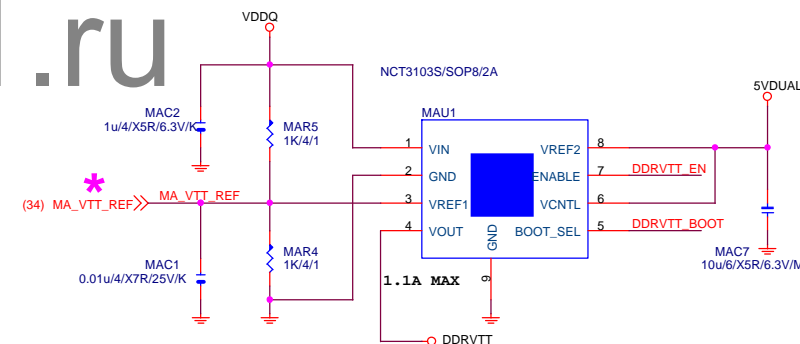 .ru
VDDQ
NCT3103S/SOP8/2A
5VDUAL
MAC2
1u/4/X5R/6.3V/K
MAR5
1K/4/1
MAU1
1 VIN VREF2 8
2 GND ENABLE 7 DDRVTT_EN
(34) MA_VTT_REF MA_VTT_REF 3 VREF1 VCNTL 6
4 VOUT GND BOOT_SEL 5 DDRVTT_BOOT
MAC1
0.01u/4/X7R/25V/K
MAR4
1K/4/1
MAC7
10u/6/X5R/6.3V/M
1.1A MAX 9
DDRVTT